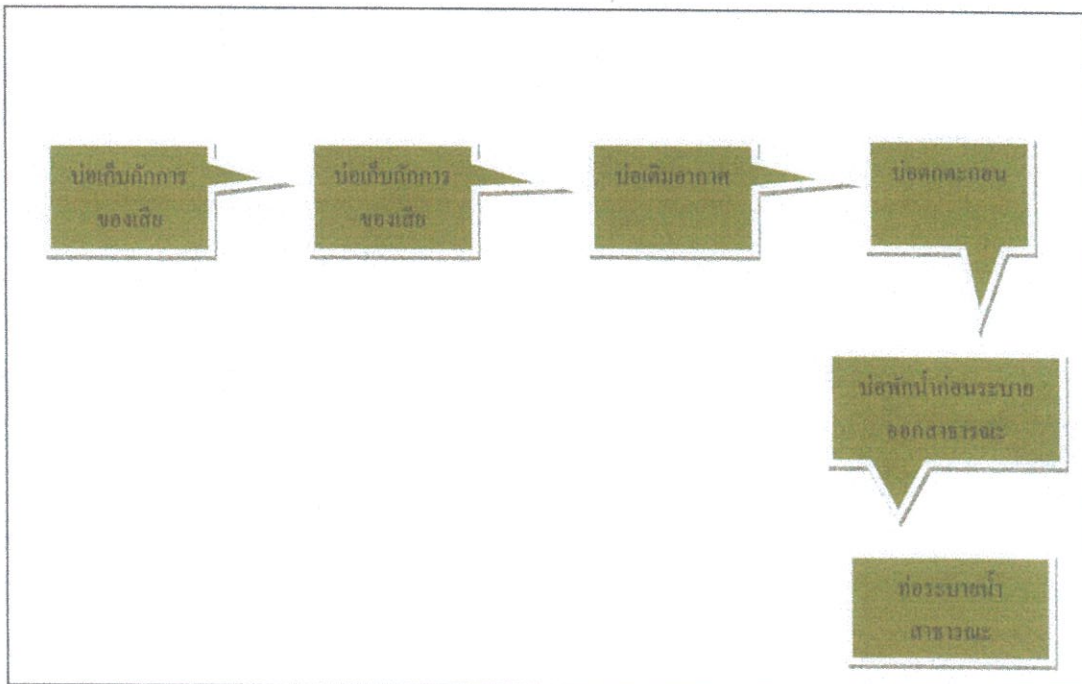 บ่อเก็บกักการ
ของเสีย
บ่อเก็บกักการ
ของเสีย
บ่อเติมอากาศ
บ่อตกตะกอน
บ่อพักน้ำก่อนระบาย
ออกสาธารณะ
ท่อระบายน้ำ
สาธารณะ